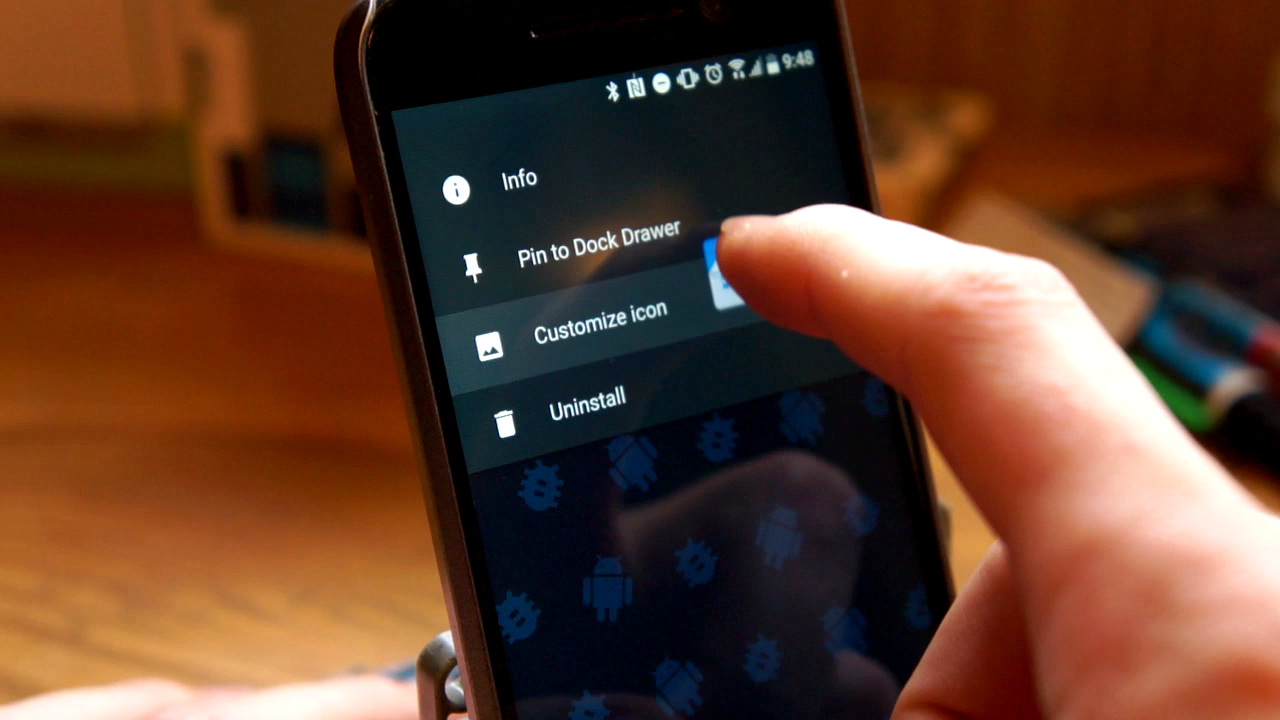 9:48
Info
Pin to Dock Drawer
Customize icon
Uninstall